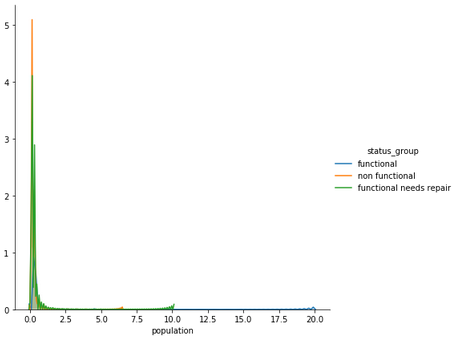 5
4
3
2
1
0
0.0 2.5 5.0 7.5 10.0 12.5 15.0 17.5 20.0
population
status_group
functional
non functional
functional needs repair